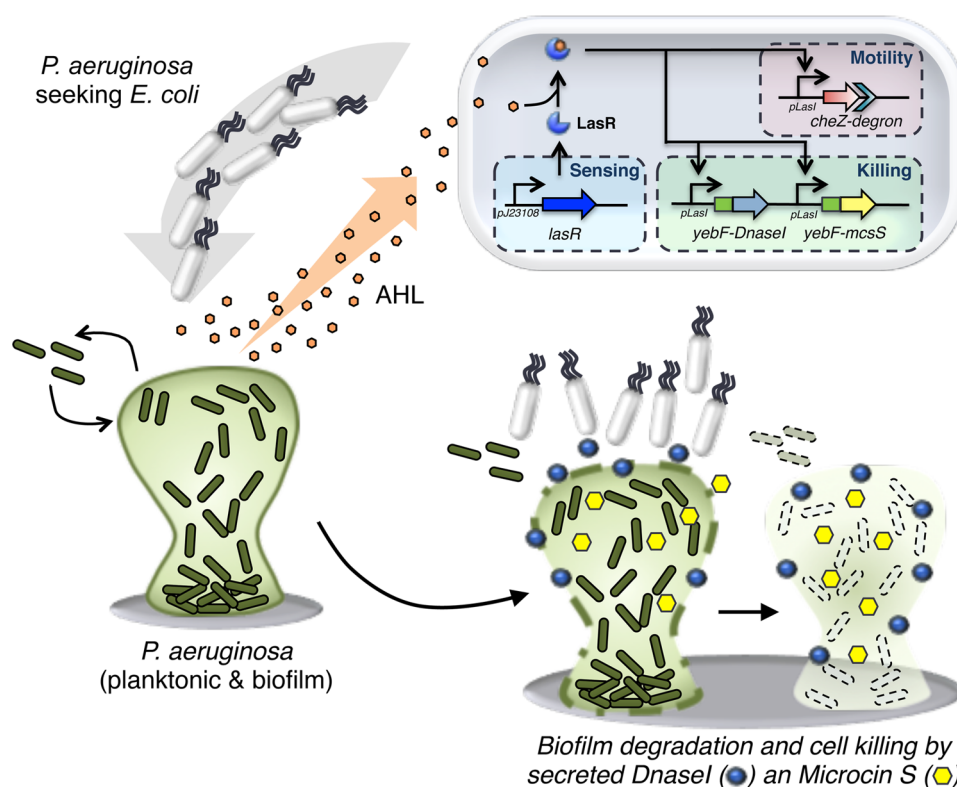 P. aeruginosa
seeking E. coli
AHL
LasR
Sensing
pJ23108
lasR
Motility
pLasI
cheZ-degron
Killing
pLasI
pLasI
yebF-DnaseI
yebF-mcsS
P. aeruginosa
(planktonic & biofilm)
Biofilm degradation and cell killing by
secreted DnaseI ( ) an Microcin S ( )